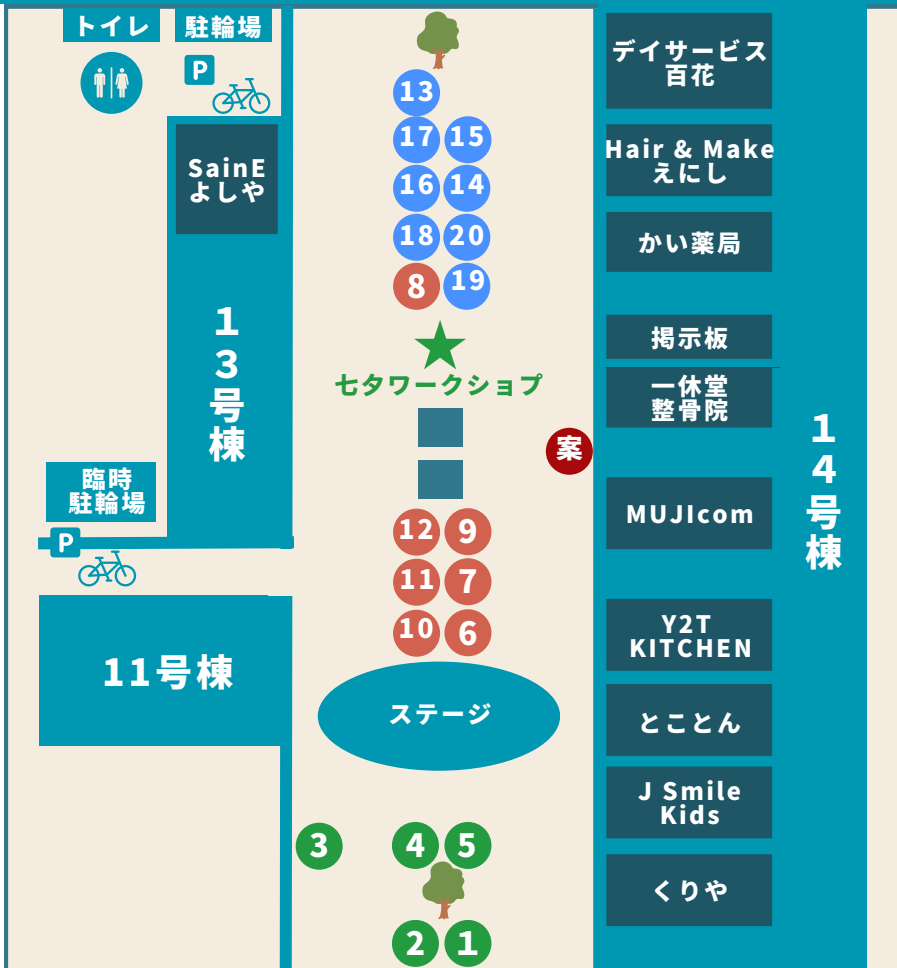 トイレ
駐輪場
P
SainE
よしや
13号棟
臨時
駐輪場
P
11号棟
13
17
15
16
14
18
20
8
19
七夕ワークショプ
案
12
9
11
7
10
6
ステージ
3
4
5
2
1
デイサービス
百花
Hair & Make
えにし
かい薬局
掲示板
一休堂
整骨院
MUJIcom
Y2T
KITCHEN
とことん
J Smile
Kids
くりや
14号棟